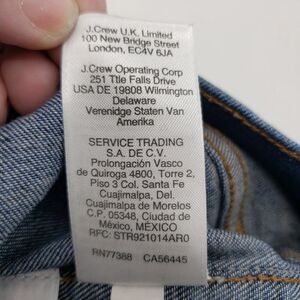 J.Crew U.K. Limited
100 New Bridge Street
London, EC4V 6JA
J.Crew Operating Corp
251 Ttle Falls Drive
USA DE 19808 Wilmington
Delaware
Verenidge Staten Van
Amerika
SERVICE TRADING
S.A. DE C.V.
Prolongación Vasco
de Quiroga 4800, Torre 2,
Piso 3 Col. Santa Fe
Cuajimalpa, Del.
Cuajimalpa de Morelos
C.P. 05348, Ciudad de
México, MÉXICO
RFC: STR921014AR0
RN77388 CA56445